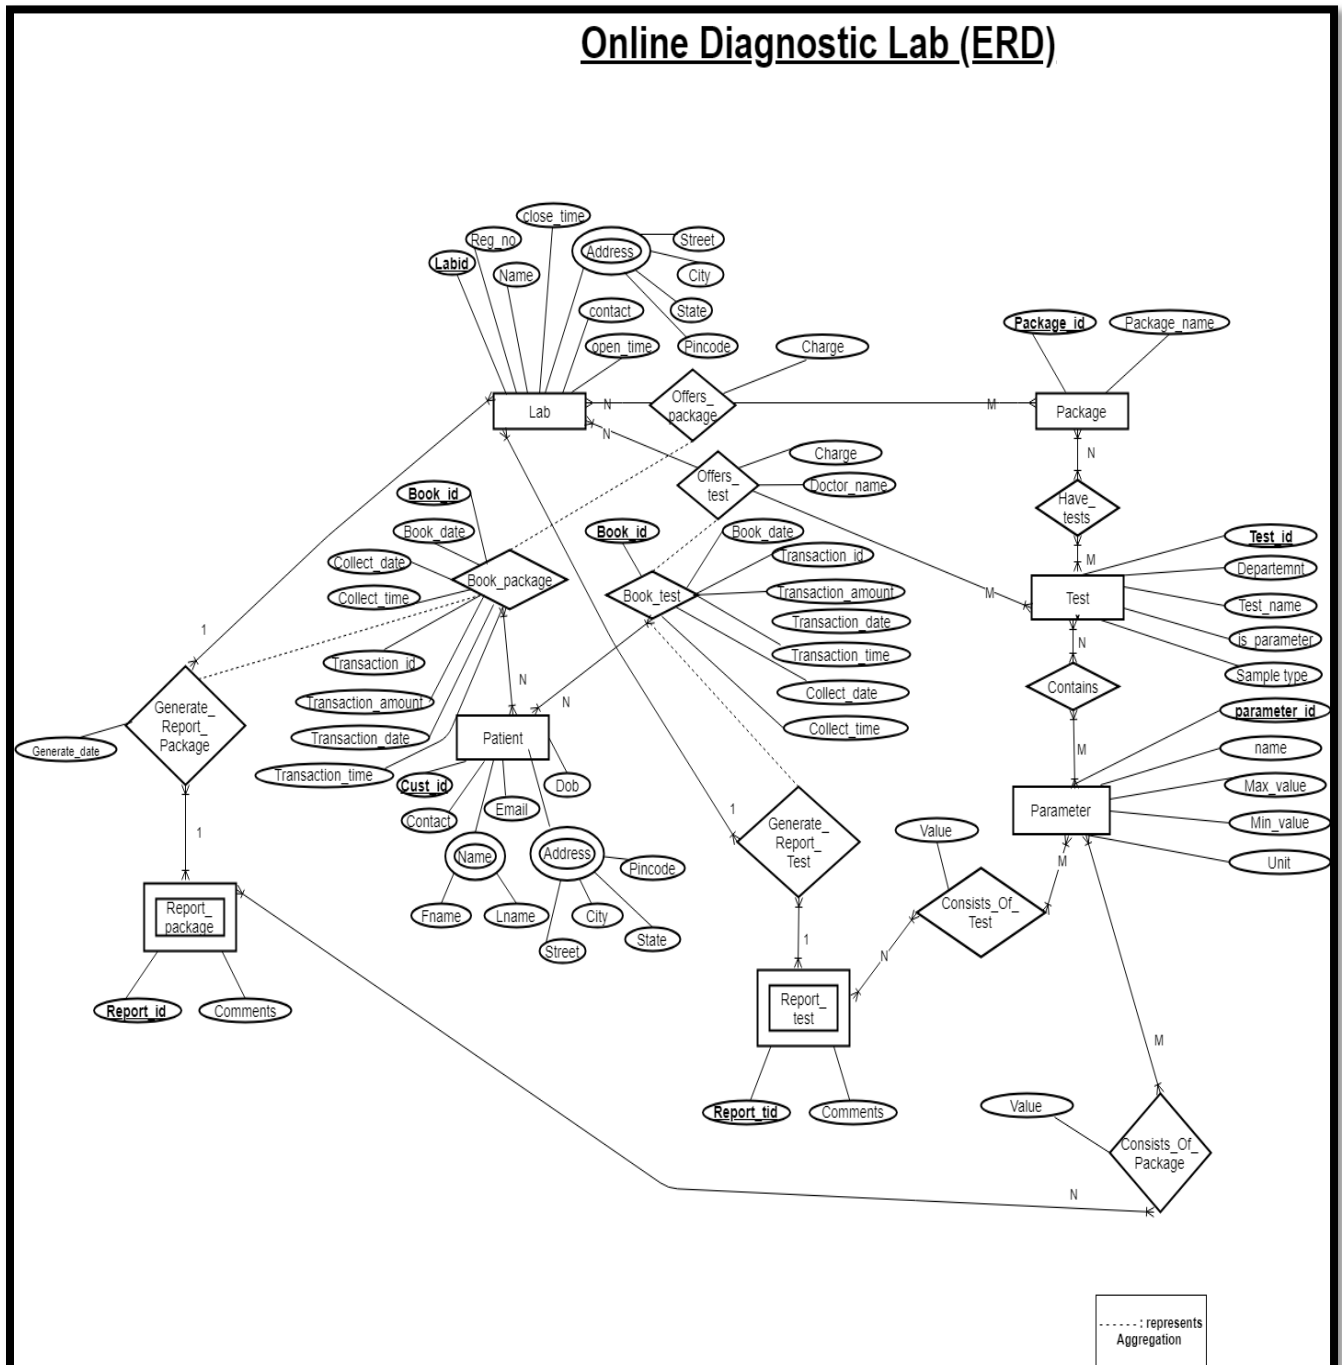 Online Diagnostic Lab (ERD)
close_time
Reg_no
Labid
Name
Address
Street
City
State
Pincode
contact
open_time
Lab
Package_id
Package_name
Charge
Offers_
package
N
M
Package
N
Offers_
test
Charge
Doctor_name
N
Have_
tests
M
Book_id
Book_date
Collect_date
Collect_time
Book_package
Transaction_id
Transaction_amount
Transaction_date
Transaction_time
Book_id
Book_date
Transaction_id
Transaction_amount
Transaction_date
Transaction_time
Collect_date
Collect_time
Book_test
M
Test
Test_id
Departemnt
Test_name
is_parameter
Sample type
N
Contains
M
parameter_id
name
Max_value
Min_value
Unit
Parameter
1
Generate_
Report_
Package
Generate_date
1
N
N
Patient
Cust_id
Contact
Email
Dob
Name
Fname
Lname
Address
Pincode
City
State
Street
1
Generate_
Report_
Test
1
Value
Consists_Of_
Test
M
N
Report_
package
Report_id
Comments
Report_
test
Report_tid
Comments
M
Value
Consists_Of_
Package
N
------: represents
Aggregation